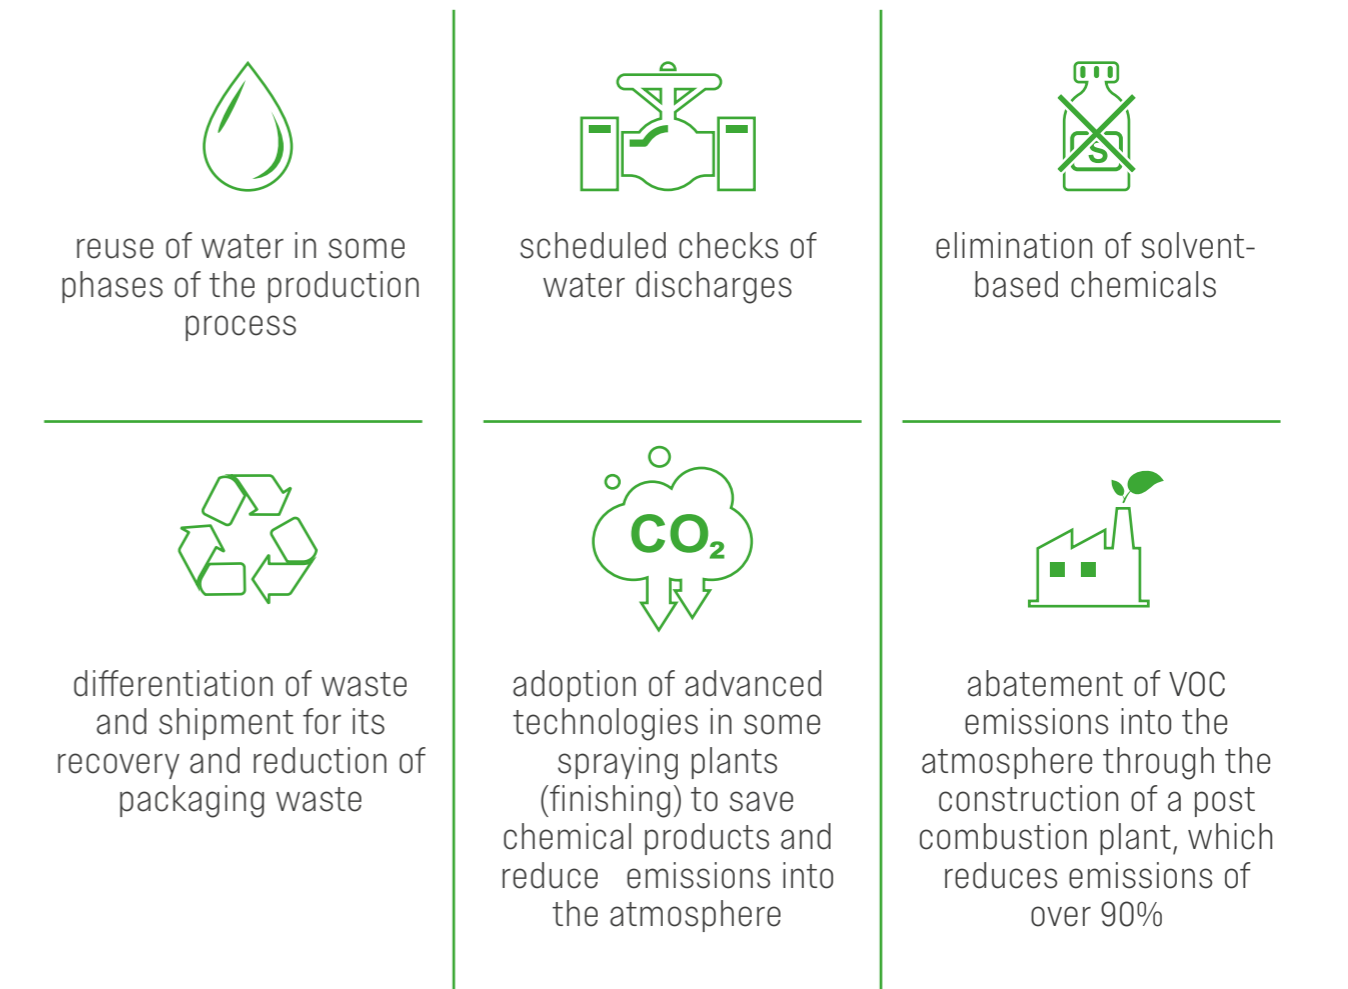 reuse of water in some
phases of the production
process
scheduled checks of
water discharges
S
elimination of solvent-
based chemicals
differentiation of waste
and shipment for its
recovery and reduction of
packaging waste
CO₂
adoption of advanced
technologies in some
spraying plants
(finishing) to save
chemical products and
reduce emissions into
the atmosphere
abatement of VOC
emissions into the
atmosphere through the
construction of a post
combustion plant, which
reduces emissions of
over 90%